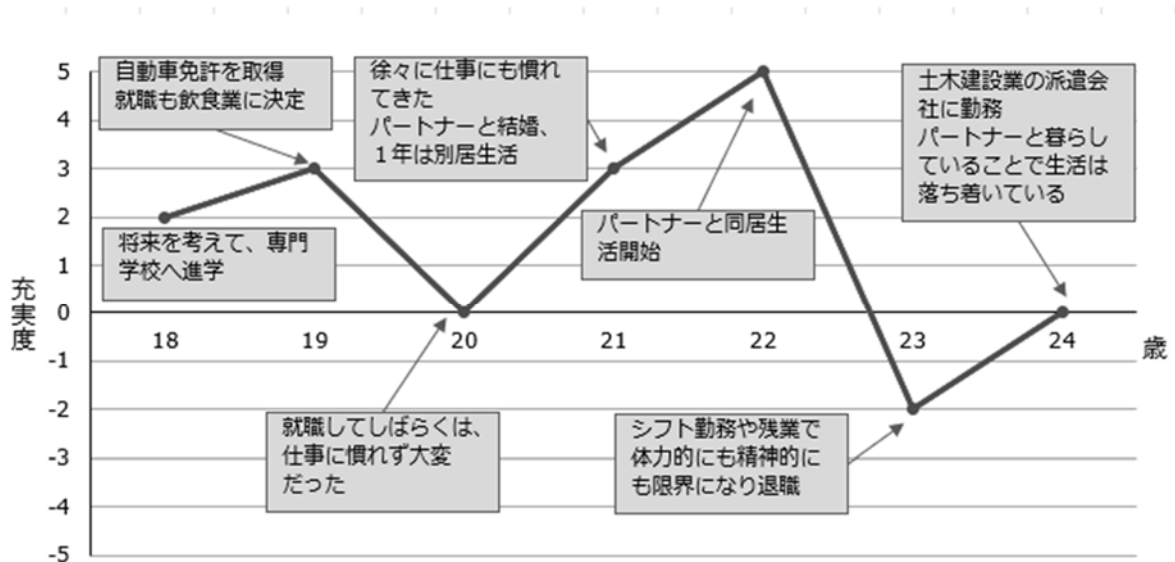 自動車免許を取得
就職も飲食業に決定
徐々に仕事にも慣れ
てきた
パートナーと結婚、
１年は別居生活
土木建設業の派遣会
社に勤務
パートナーと暮らし
ていることで生活は
落ち着いている
将来を考えて、専門
学校へ進学
パートナーと同居生
活開始
就職してしばらくは、
仕事に慣れず大変
だった
シフト勤務や残業で
体力的にも精神的に
も限界になり退職
充実度
5
4
3
2
1
0
-1
-2
-3
-4
-5
18
19
20
21
22
23
24
歳